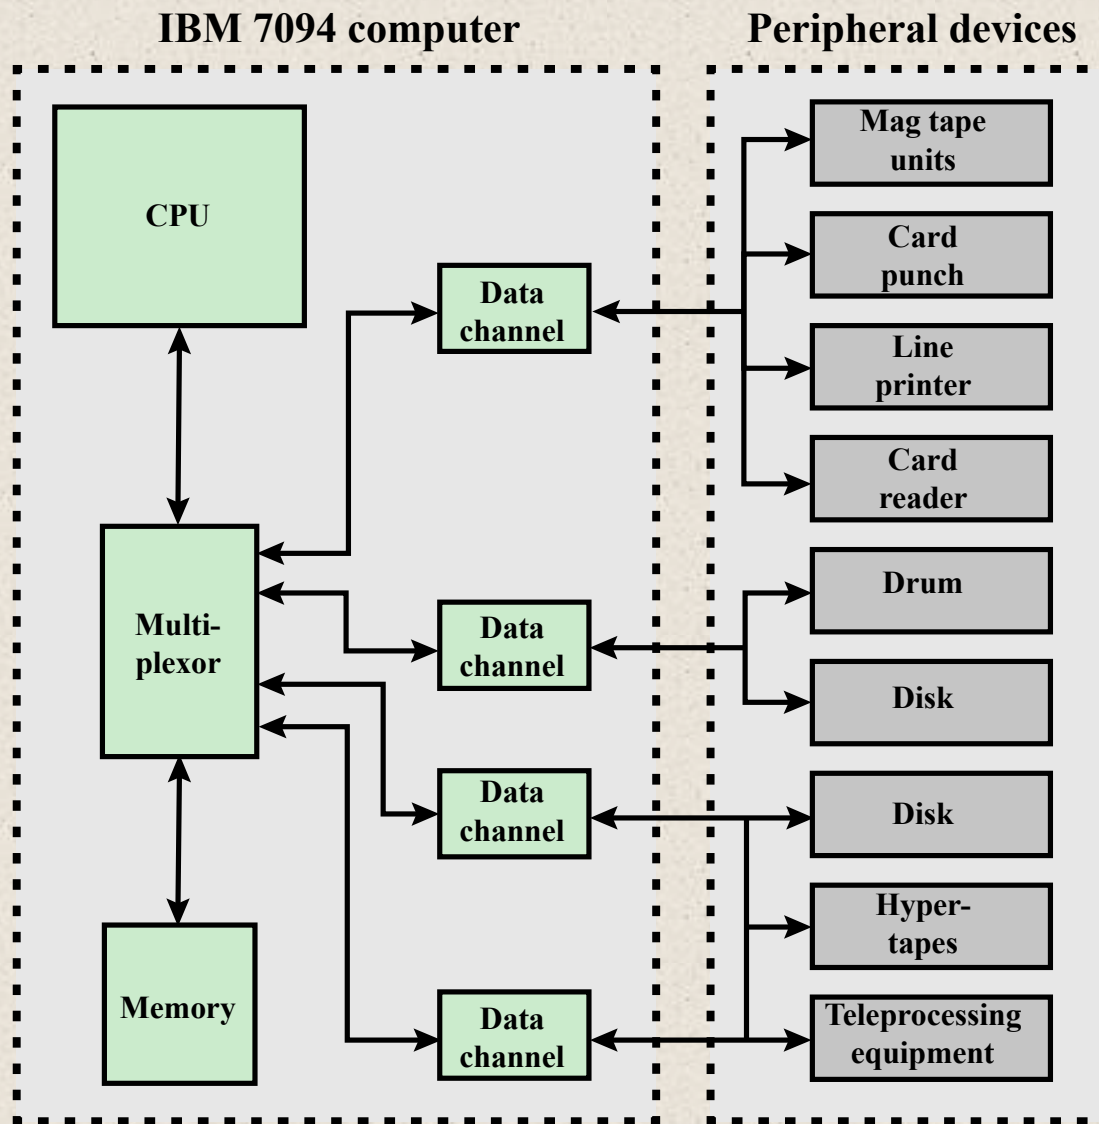 IBM 7094 computer
Peripheral devices
CPU
Data
channel
Multi-
plexor
Data
channel
Data
channel
Memory
Data
channel
Mag tape
units
Card
punch
Line
printer
Card
reader
Drum
Disk
Disk
Hyper-
tapes
Teleprocessing
equipment